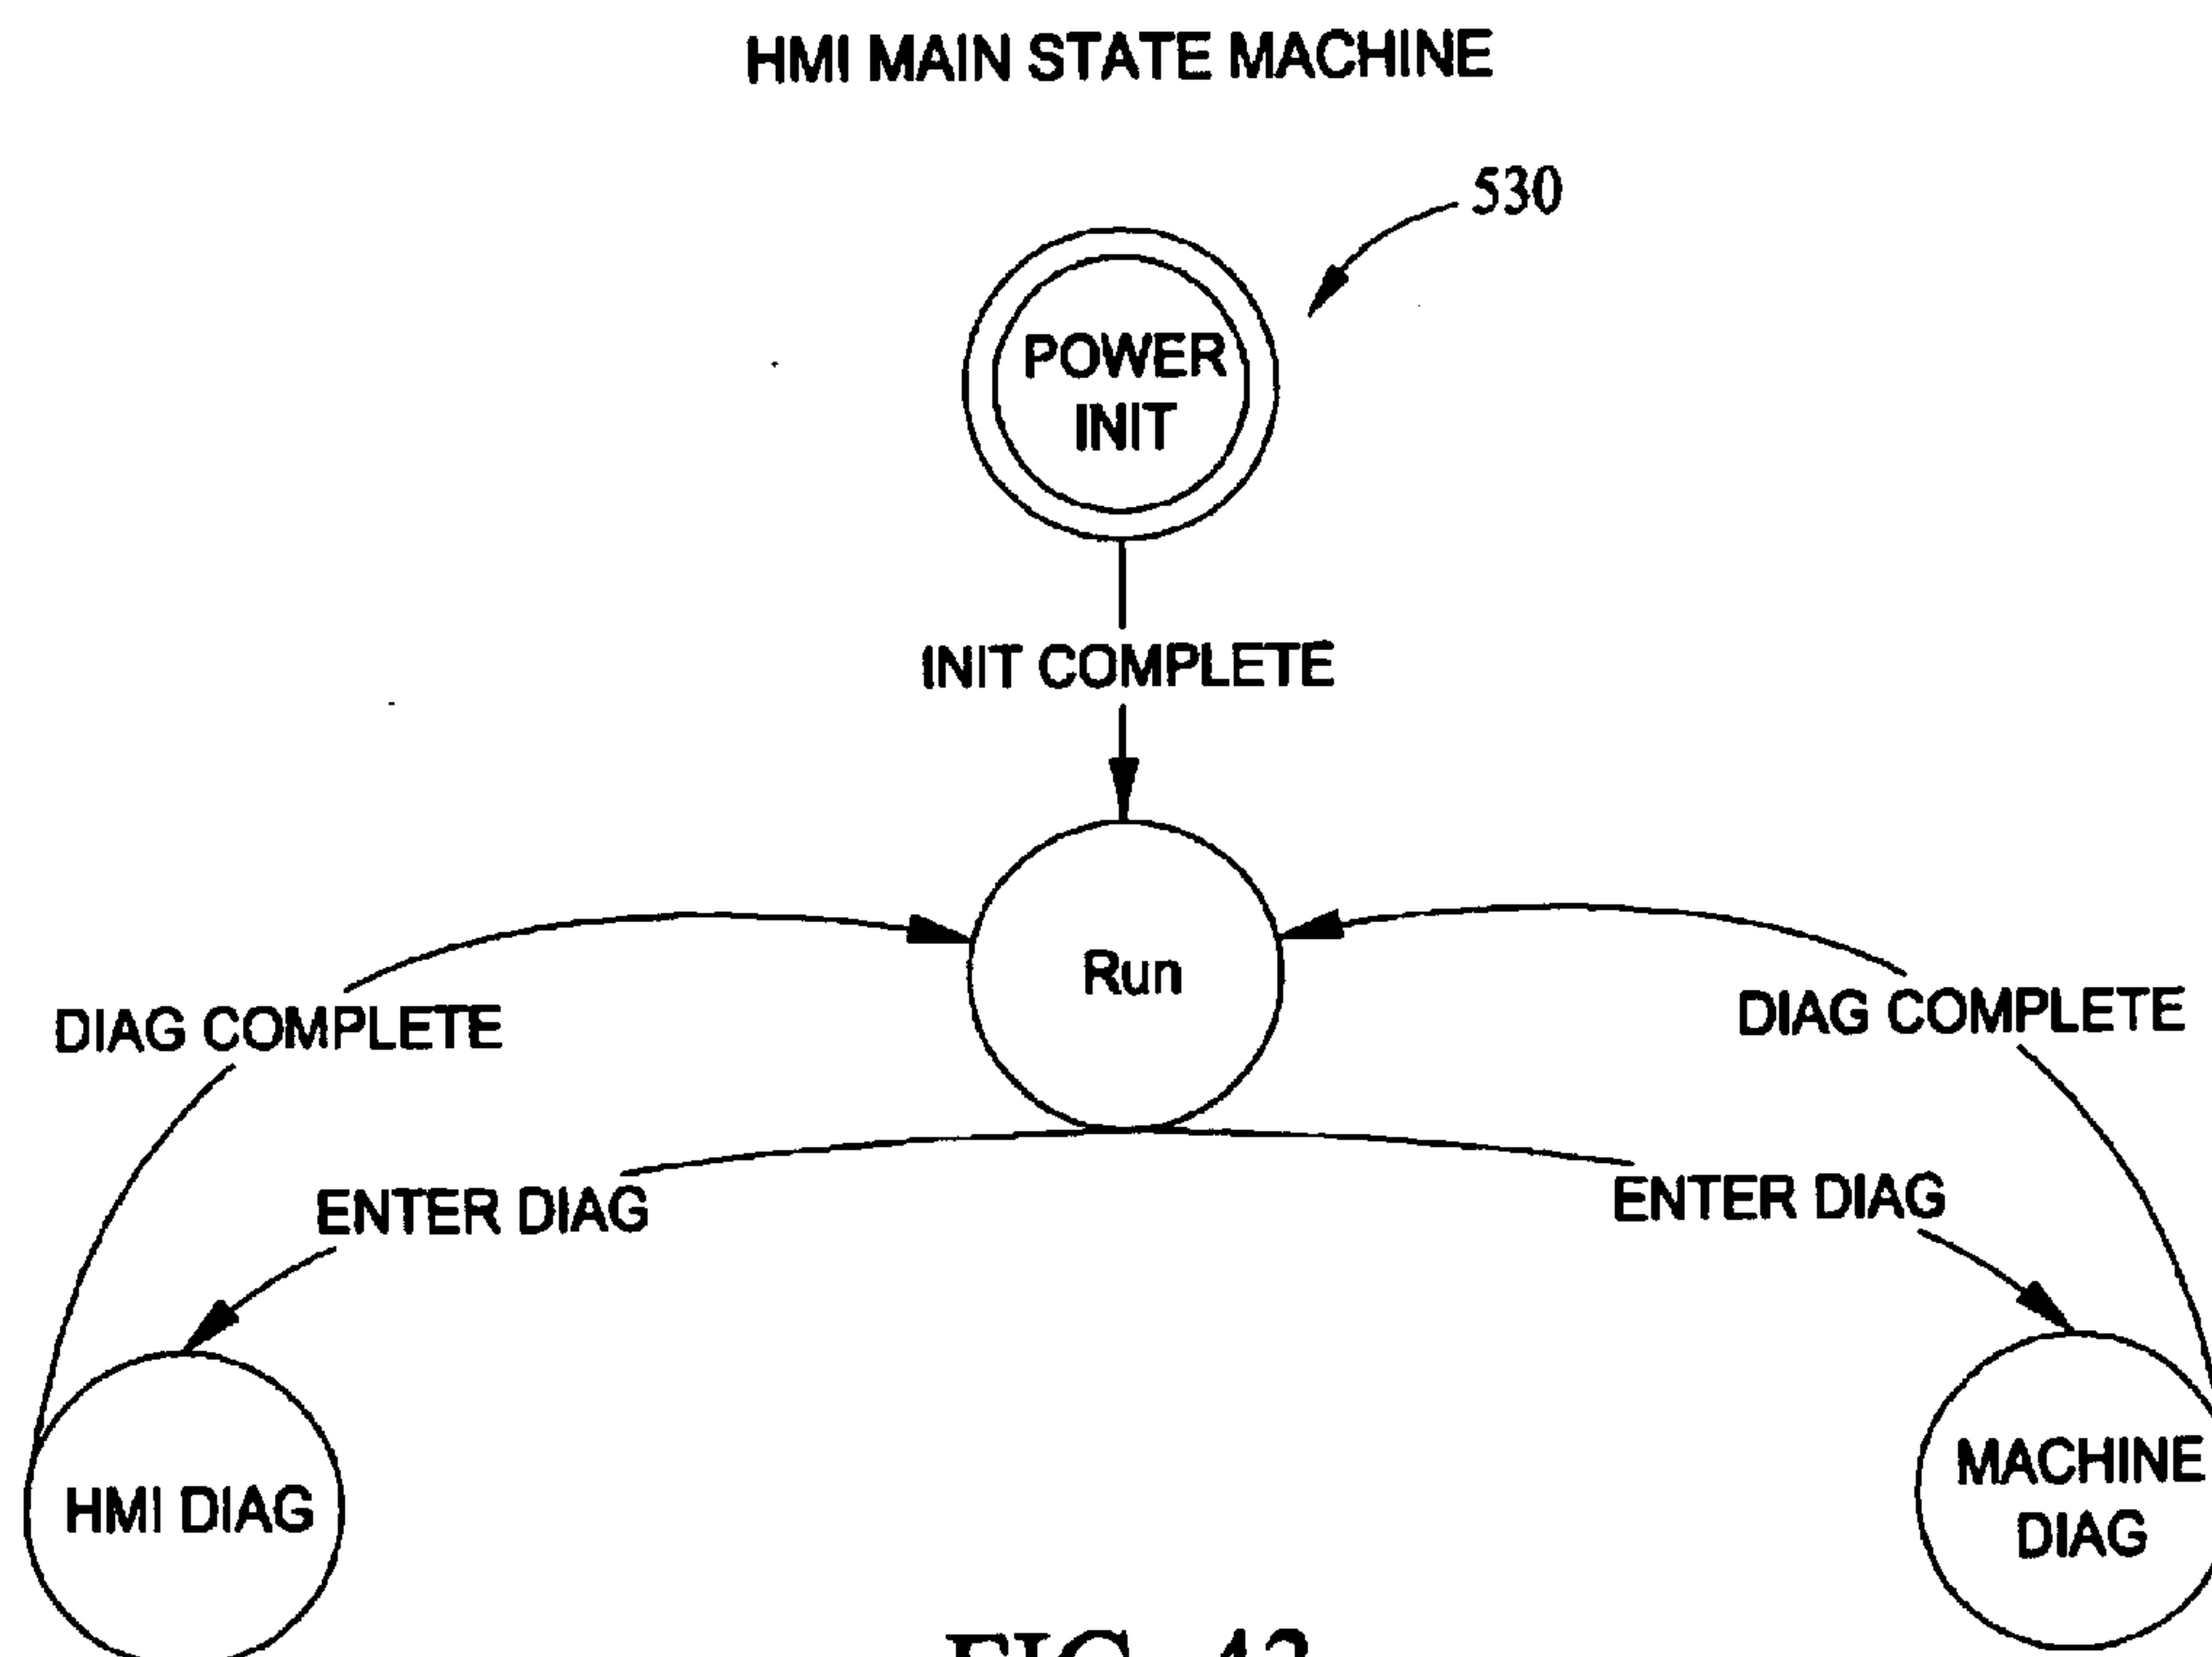 HMI MAIN STATE MACHINE
530
POWER
INIT
INIT COMPLETE
Run
DIAG COMPLETE
DIAG COMPLETE
ENTER DIAG
ENTER DIAG
HMI DIAG
MACHINE
DIAG
FIG.